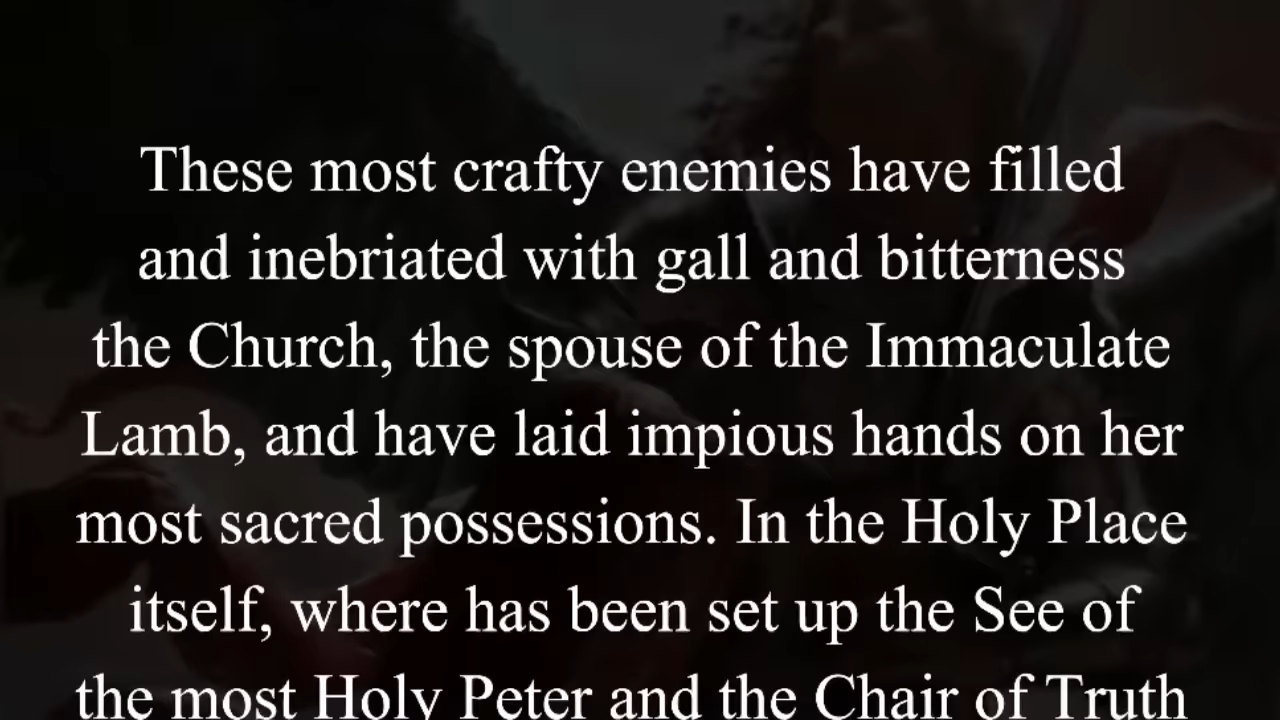 These most crafty enemies have filled
and inebriated with gall and bitterness
the Church, the spouse of the Immaculate
Lamb, and have laid impious hands on her
most sacred possessions. In the Holy Place
itself, where has been set up the See of
the most Holy Peter and the Chair of Truth